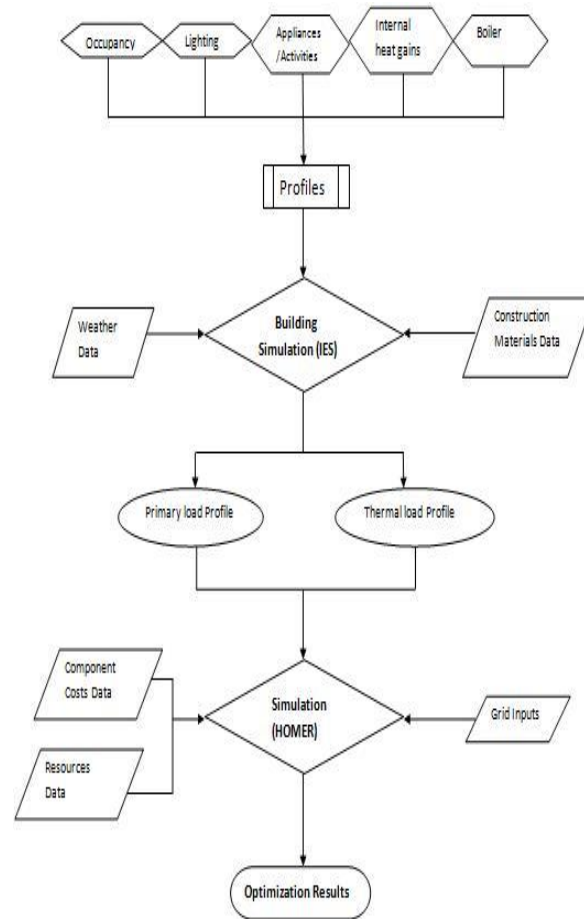 Occupancy
Lighting
Appliances
/Activities
Internal
heat gains
Boiler
Profiles
Weather
Data
Building
Simulation (IES)
Construction
Materials Data
Primary load Profile
Thermal load Profile
Component
Costs Data
Resources
Data
Simulation
(HOMER)
Grid Inputs
Optimization Results